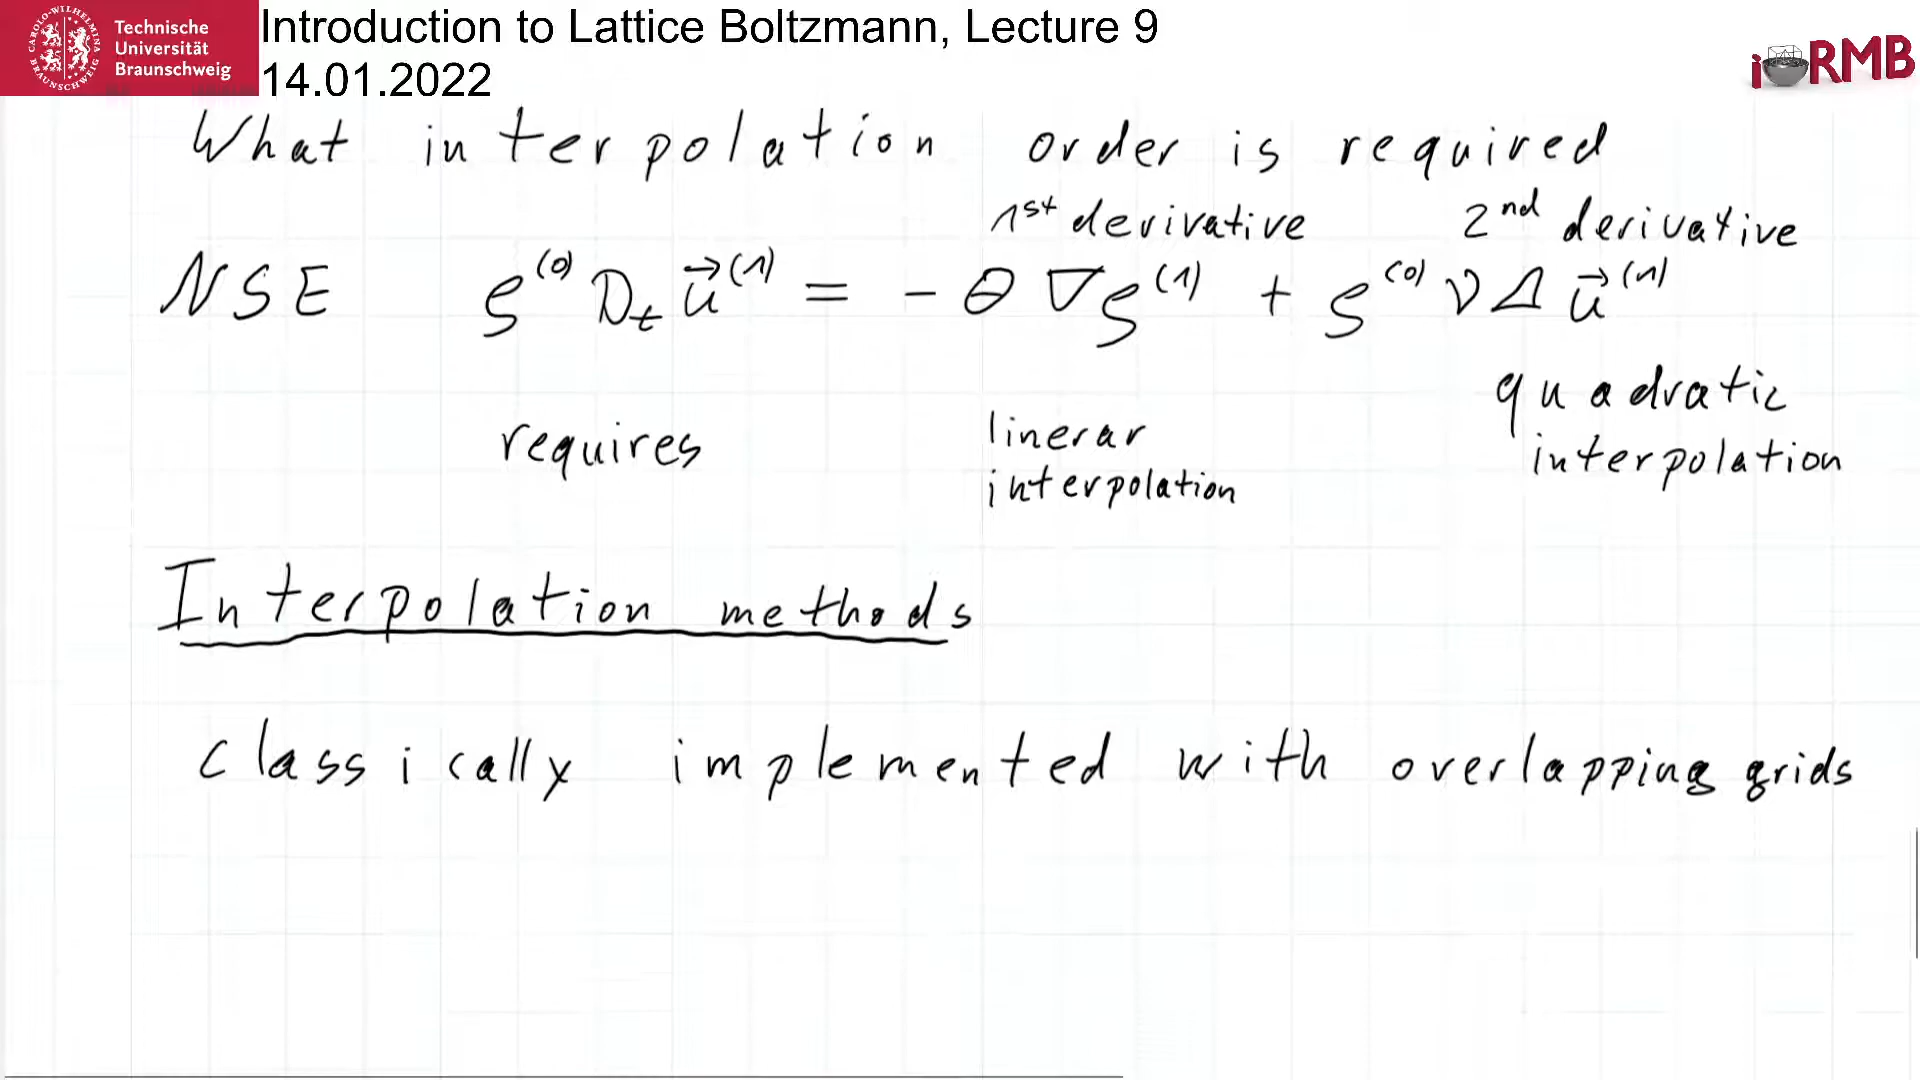 Technische
Universität
Braunschweig
Introduction to Lattice Boltzmann, Lecture 9
14.01.2022
iRMB
What interpolation order is required
1st derivative 2nd derivative
NSE ϱ^(0) D_t u⃗^(1) = - Θ ∇ϱ^(1) + ϱ^(0) ν Δ u⃗^(1)
requires
linerar
interpolation
quadratic
interpolation
Interpolation methods
classically implemented with overlapping grids